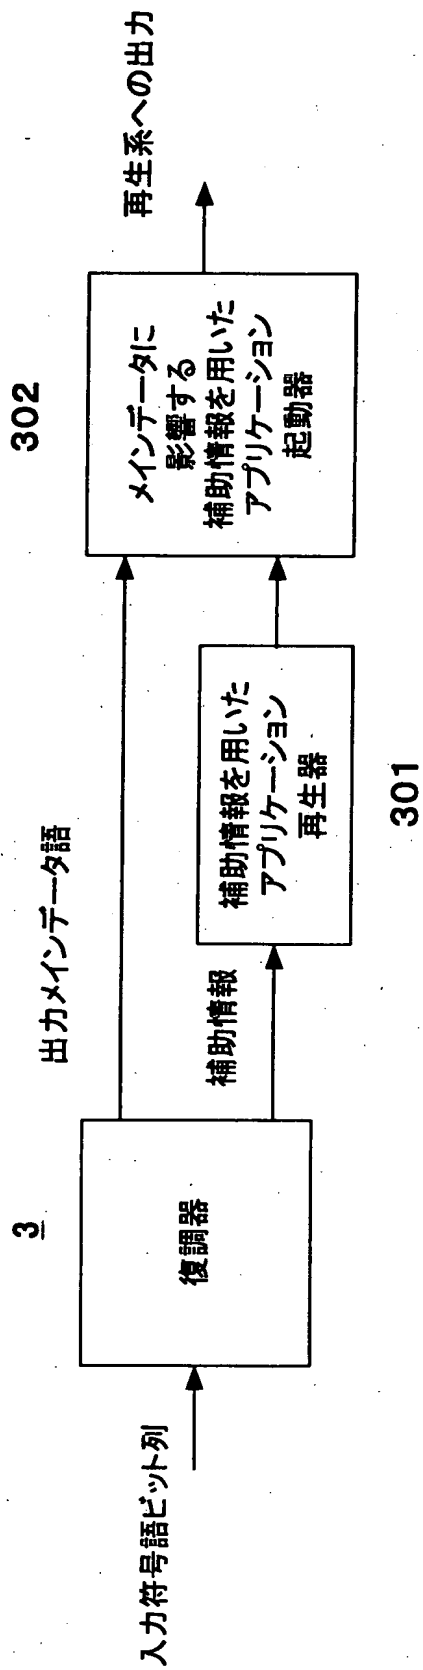 入力符号語ビット列
3
復調器
出力メインデータ語
補助情報
補助情報を用いた
アプリケーション
再生器
301
302
メインデータに
影響する
補助情報を用いた
アプリケーション
起動器
再生系への出力